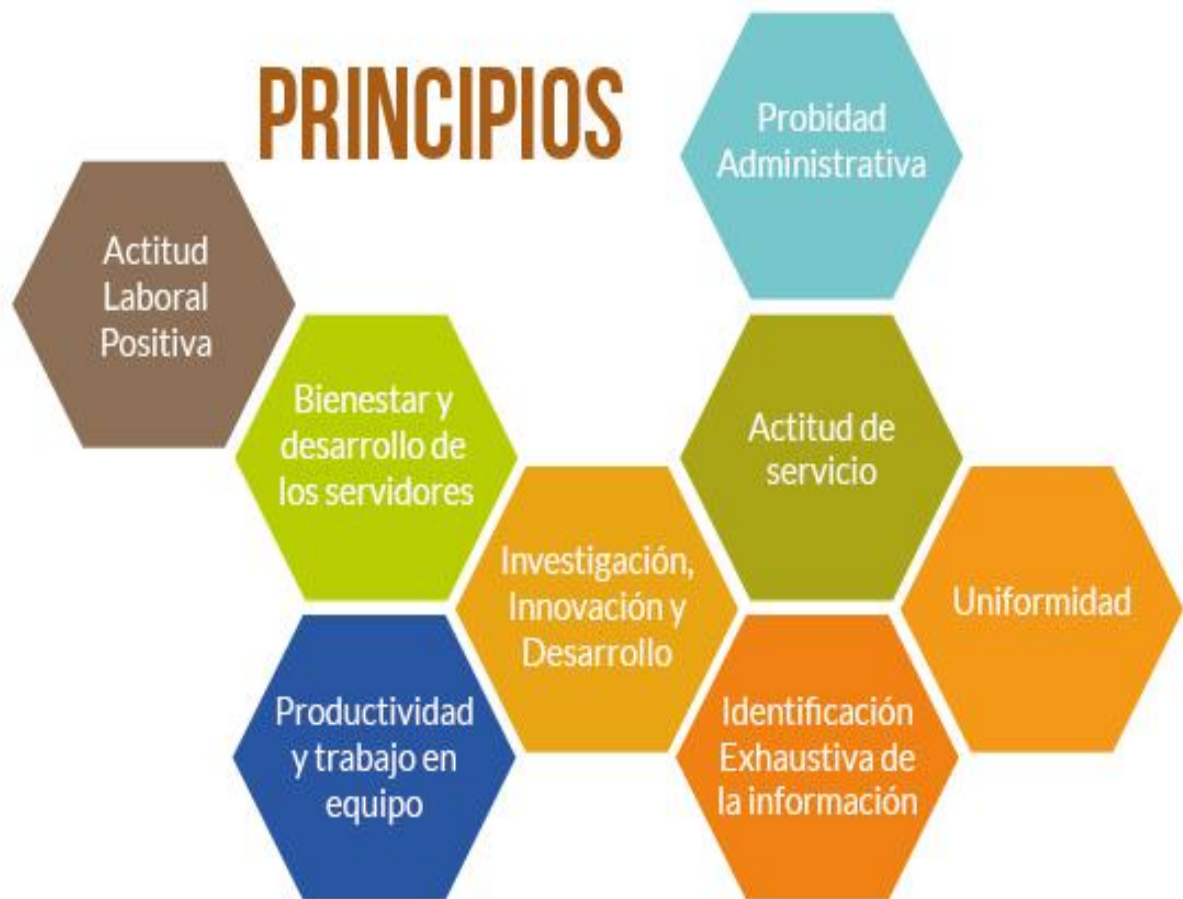 PRINCIPIOS
Probidad
Administrativa
Actitud
Laboral
Positiva
Bienestar y
desarrollo de
los servidores
Actitud de
servicio
Investigación,
Innovación y
Desarrollo
Uniformidad
Productividad
y trabajo en
equipo
Identificación
Exhaustiva de
la información